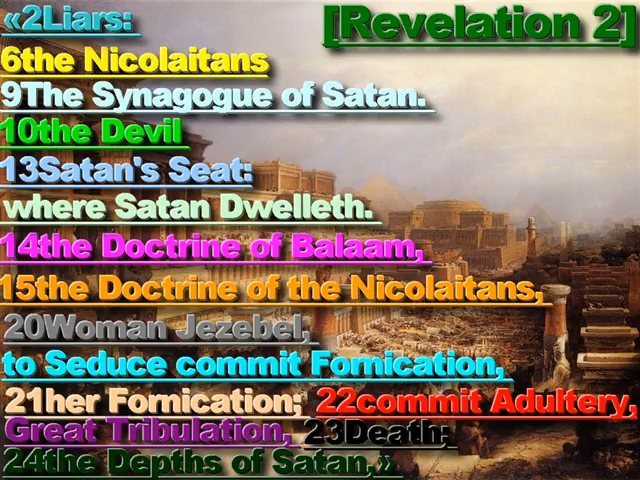 «2Liars: [Revelation 2]
6the Nicolaitans
9The Synagogue of Satan.
10the Devil
13Satan's Seat:
where Satan Dwelleth.
14the Doctrine of Balaam,
15the Doctrine of the Nicolaitans,
20Woman Jezebel,
to Seduce commit Fornication,
21her Fornication; 22commit Adultery,
Great Tribulation, 23Death;
24the Depths of Satan,»